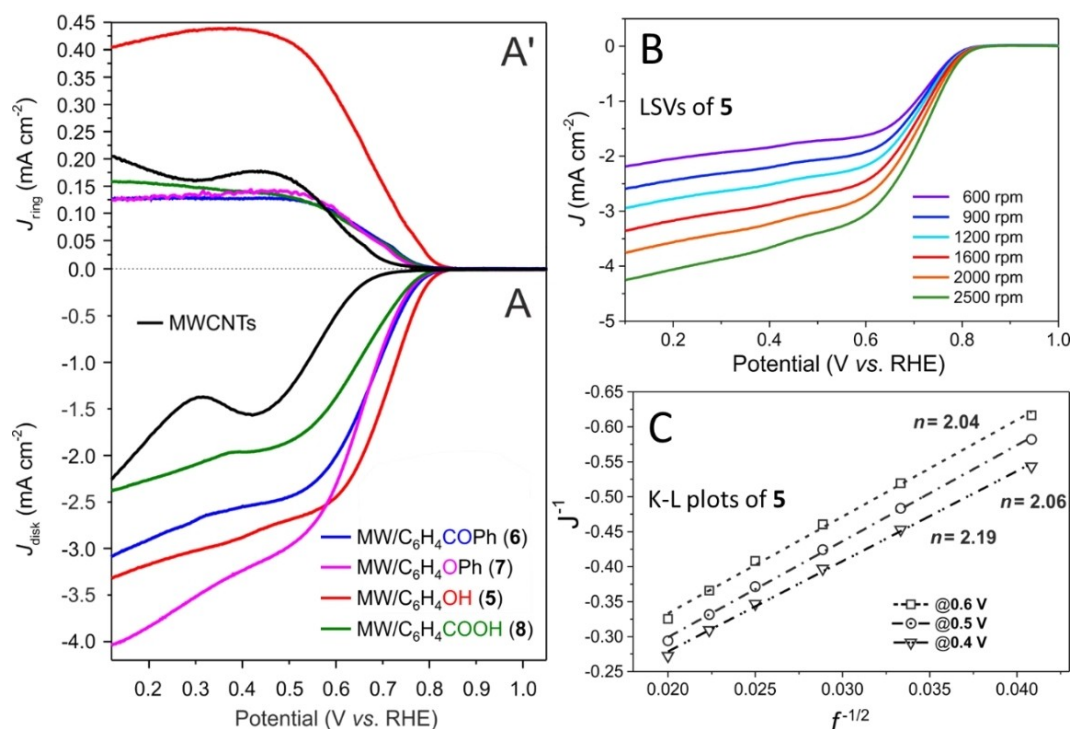 A'
0.45
0.40
0.35
0.30
0.25
0.20
0.15
0.10
0.05
0.0
J_ring (mA cm⁻²)
A
MWCNTs
-0.5
-1.0
-1.5
-2.0
-2.5
-3.0
-3.5
-4.0
J_disk (mA cm⁻²)
MW/C₆H₄COPh (6)
MW/C₆H₄OPh (7)
MW/C₆H₄OH (5)
MW/C₆H₄COOH (8)
0.2 0.3 0.4 0.5 0.6 0.7 0.8 0.9 1.0
Potential (V vs. RHE)
B
LSVs of 5
0
-1
-2
-3
-4
-5
J (mA cm⁻²)
600 rpm
900 rpm
1200 rpm
1600 rpm
2000 rpm
2500 rpm
0.2 0.4 0.6 0.8 1.0
Potential (V vs. RHE)
C
K-L plots of 5
-0.65
-0.60
-0.55
-0.50
-0.45
-0.40
-0.35
-0.30
-0.25
J⁻¹
n= 2.04
n = 2.06
n = 2.19
@0.6 V
@0.5 V
@0.4 V
0.020 0.025 0.030 0.035 0.040
f⁻¹/²